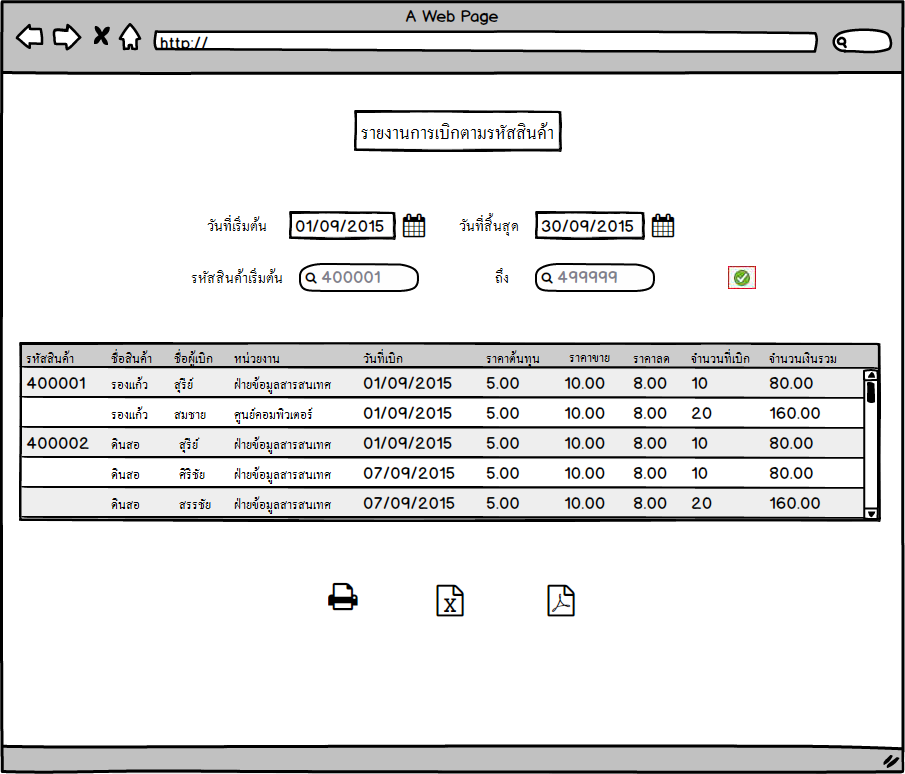 A Web Page
http://
รายงานการเบิกตามรหัสสินค้า
วันที่เริ่มต้น 01/09/2015 วันที่สิ้นสุด 30/09/2015
รหัสสินค้าเริ่มต้น 400001 ถึง 499999
รหัสสินค้า ชื่อสินค้า ชื่อผู้เบิก หน่วยงาน วันที่เบิก ราคาต้นทุน ราคาขาย ราคาลด จำนวนที่เบิก จำนวนเงินรวม
400001 รองแก้ว สุรีย์ ฝ่ายข้อมูลสารสนเทศ 01/09/2015 5.00 10.00 8.00 10 80.00
รองแก้ว สมชาย ศูนย์คอมพิวเตอร์ 01/09/2015 5.00 10.00 8.00 20 160.00
400002 ดินสอ สุรีย์ ฝ่ายข้อมูลสารสนเทศ 01/09/2015 5.00 10.00 8.00 10 80.00
ดินสอ ศิริชัย ฝ่ายข้อมูลสารสนเทศ 07/09/2015 5.00 10.00 8.00 10 80.00
ดินสอ สรรชัย ฝ่ายข้อมูลสารสนเทศ 07/09/2015 5.00 10.00 8.00 20 160.00
X